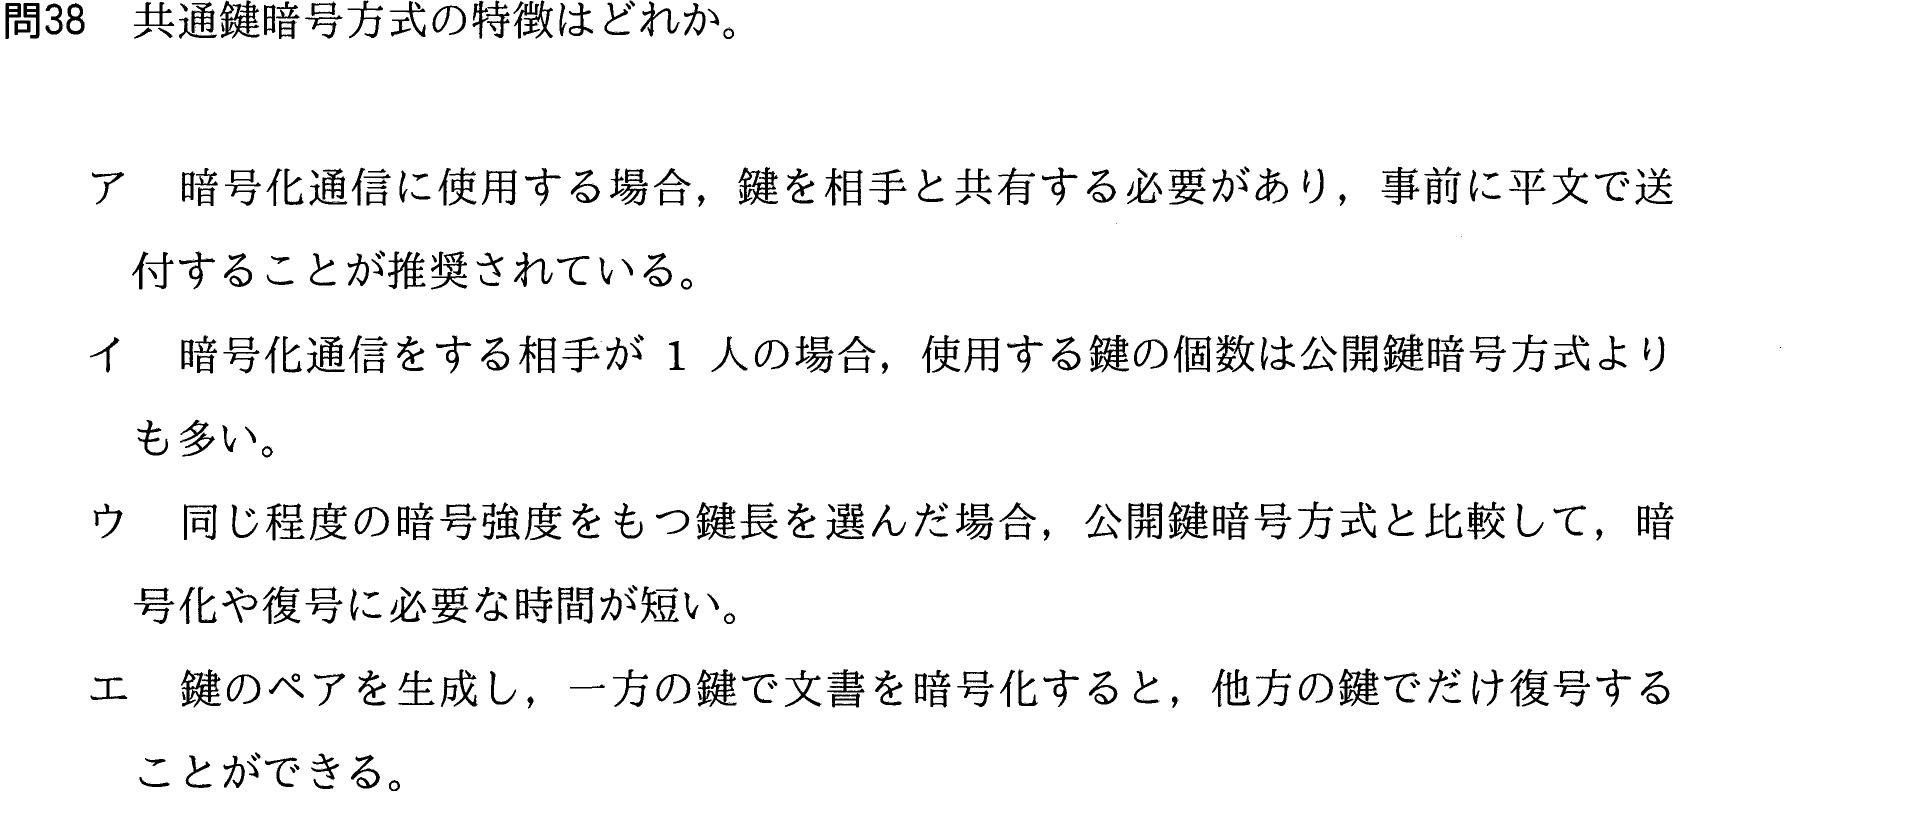 問38　共通鍵暗号方式の特徴はどれか。
ア　暗号化通信に使用する場合，鍵を相手と共有する必要があり，事前に平文で送
付することが推奨されている。
イ　暗号化通信をする相手が 1 人の場合，使用する鍵の個数は公開鍵暗号方式より
も多い。
ウ　同じ程度の暗号強度をもつ鍵長を選んだ場合，公開鍵暗号方式と比較して，暗
号化や復号に必要な時間が短い。
エ　鍵のペアを生成し，一方の鍵で文書を暗号化すると，他方の鍵でだけ復号する
ことができる。